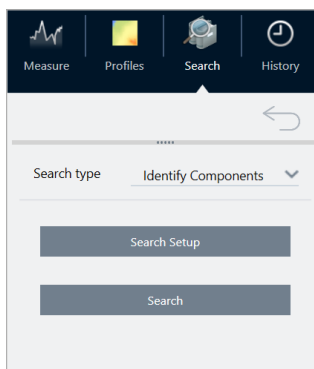 Measure Profiles Search History
Search type Identify Components
Search Setup
Search